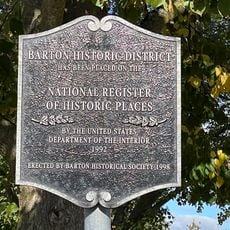 BARTON HISTORIC DISTRICT
HAS BEEN PLACED ON THE
NATIONAL REGISTER
OF HISTORIC PLACES
BY THE UNITED STATES
DEPARTMENT OF THE INTERIOR
1992
ERECTED BY BARTON HISTORICAL SOCIETY 1998